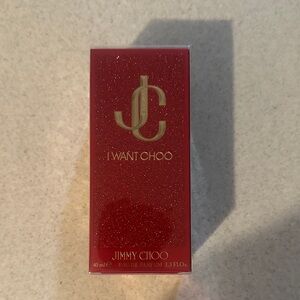 JC
I WANT CHOO
JIMMY CHOO
40 ml e EAU DE PARFUM 1.3 FL.Oz